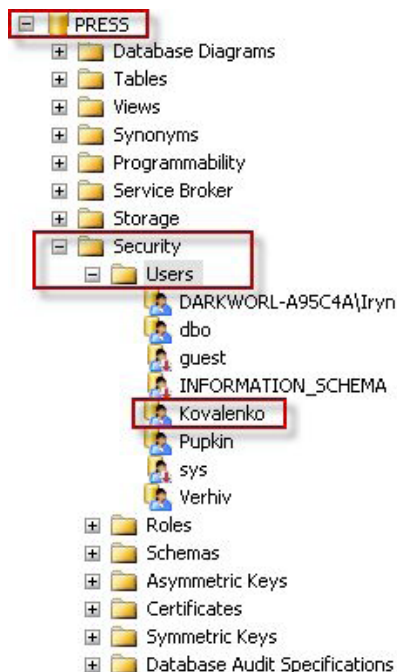 PRESS
Database Diagrams
Tables
Views
Synonyms
Programmability
Service Broker
Storage
Security
Users
DARKWORL-A95C4A\Iryn
dbo
guest
INFORMATION_SCHEMA
Kovalenko
Pupkin
sys
Verhiv
Roles
Schemas
Asymmetric Keys
Certificates
Symmetric Keys
Database Audit Specifications